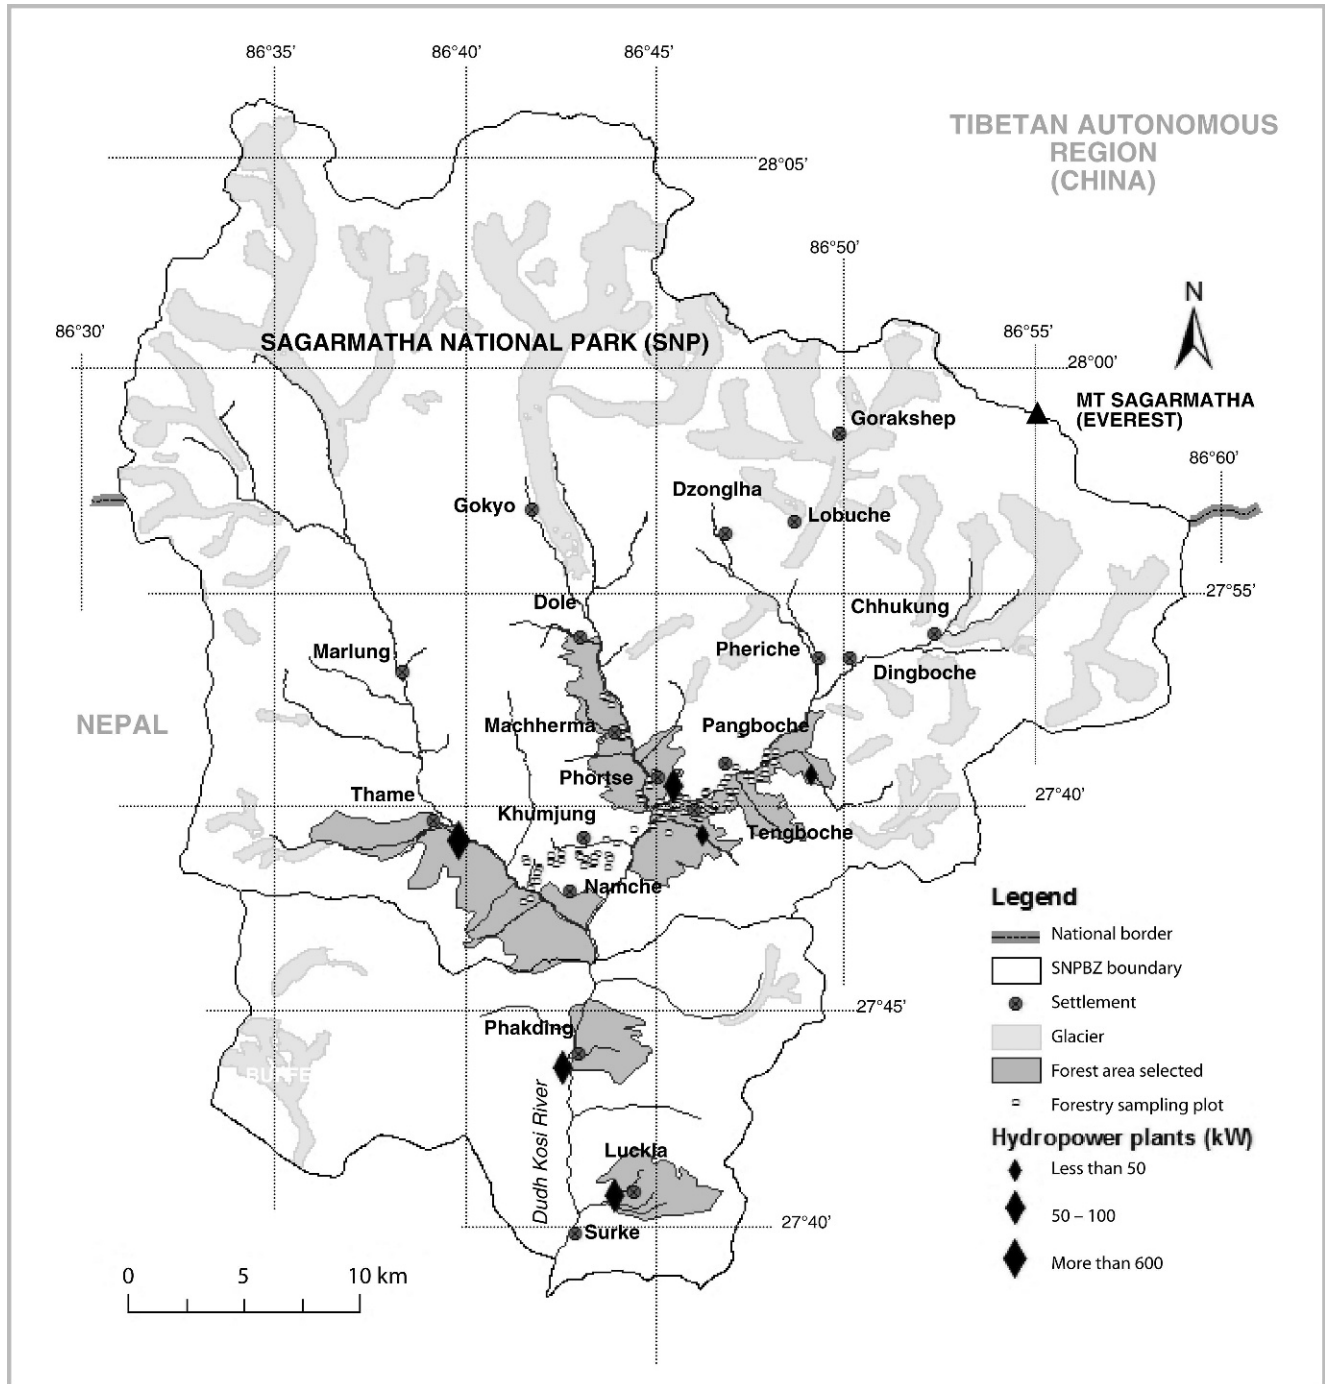 86°35'
86°40'
86°45'
TIBETAN AUTONOMOUS
REGION
(CHINA)
28°05'
86°50'
N
86°30'
86°55'
SAGARMATHA NATIONAL PARK (SNP)
28°00'
MT SAGARMATHA
(EVEREST)
Gorakshep
86°60'
Dzonglha
Gokyo
Lobuche
27°55'
Dole
Chhukung
Marlung
Pheriche
Dingboche
NEPAL
Machherma
Pangboche
Phortse
Thame
27°40'
Khumjung
Tengboche
Namche
Legend
National border
SNPBZ boundary
Settlement
Glacier
Forest area selected
Forestry sampling plot
Hydropower plants (kW)
Less than 50
50 – 100
More than 600
27°45'
Phakding
BUFFE
Dudh Kosi River
Luckla
27°40'
Surke
0 5 10 km